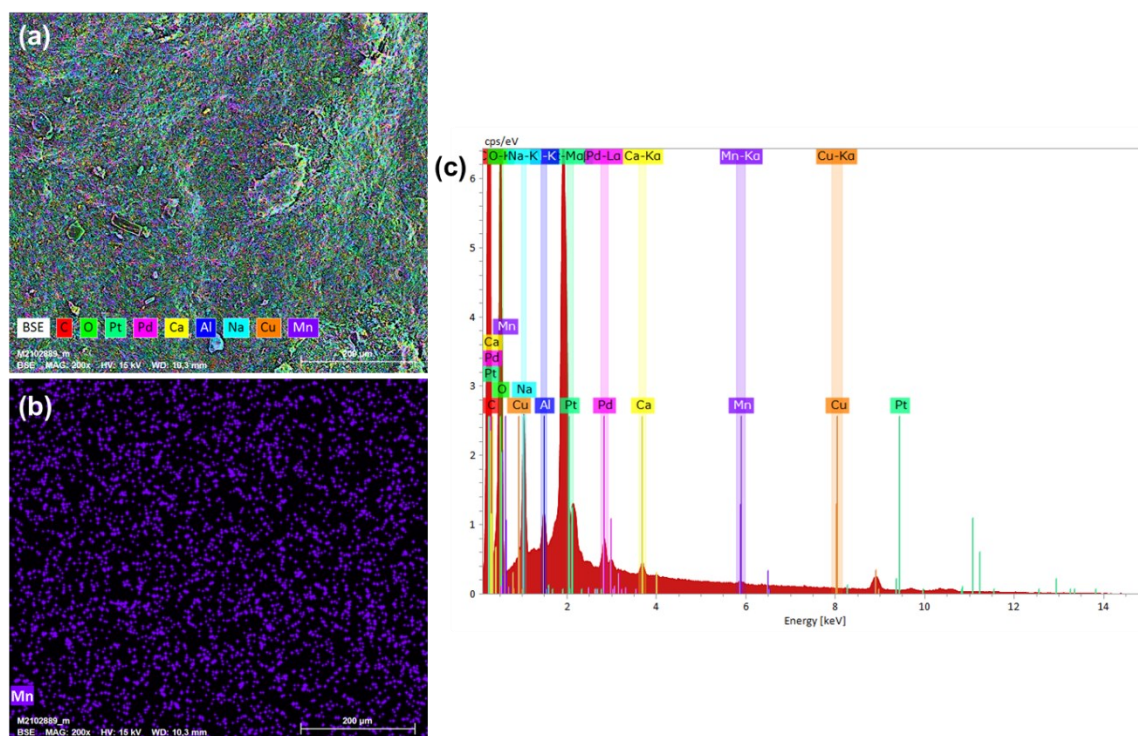 (a)
BSE C O Pt Pd Ca Al Na Cu Mn
200 µm
M2102889_m
BSE MAG: 200x HV: 15 kV WD: 10,3 mm
(b)
Mn
200 µm
M2102889_m
BSE MAG: 200x HV: 15 kV WD: 10,3 mm
(c)
cps/eV
Na-K Pd-Lα Ca-Kα Mn-Kα Cu-Kα
6
5
4
3
2
1
0
Mn
Ca
Pd
Pt
O Na
C Cu Al Pt Pd Ca Mn Cu Pt
2 4 6 8 10 12 14
Energy [keV]